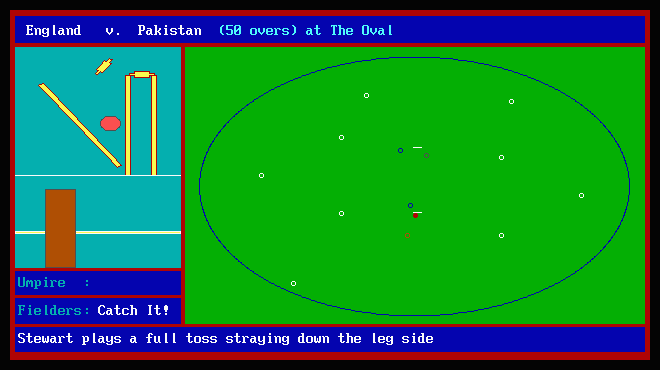 England v. Pakistan (50 overs) at The Oval
Umpire :
Fielders: Catch It!
Stewart plays a full toss straying down the leg side